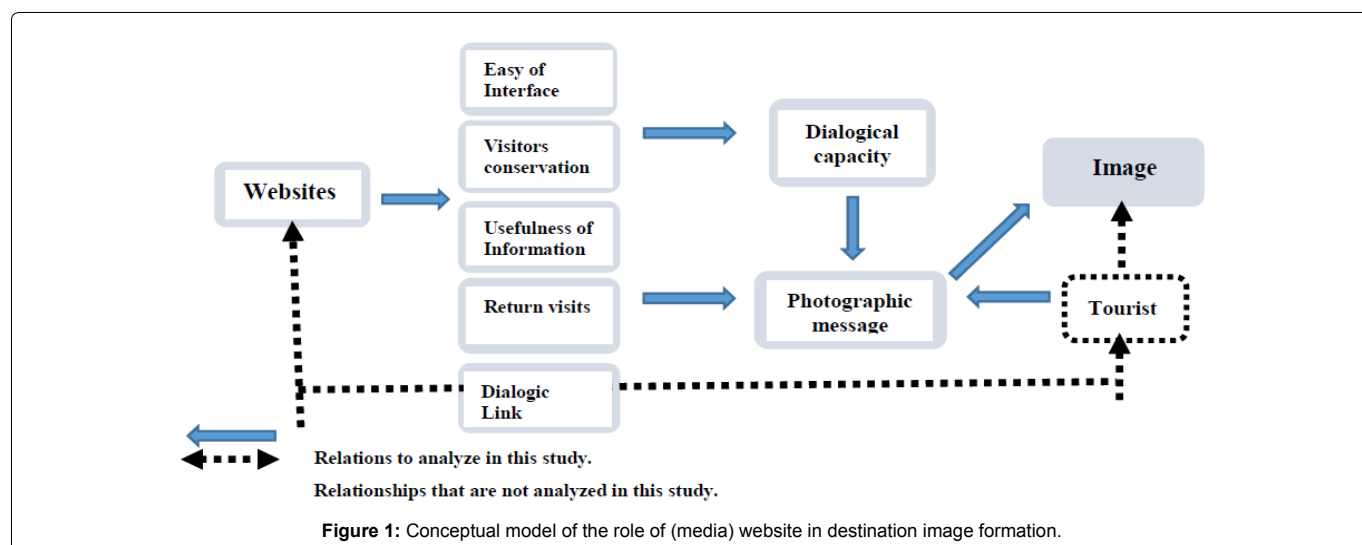 Websites
Easy of
Interface
Visitors
conservation
Usefulness of
Information
Return visits
Dialogic
Link
Dialogical
capacity
Photographic
message
Image
Tourist
Relations to analyze in this study.
Relationships that are not analyzed in this study.
Figure 1: Conceptual model of the role of (media) website in destination image formation.